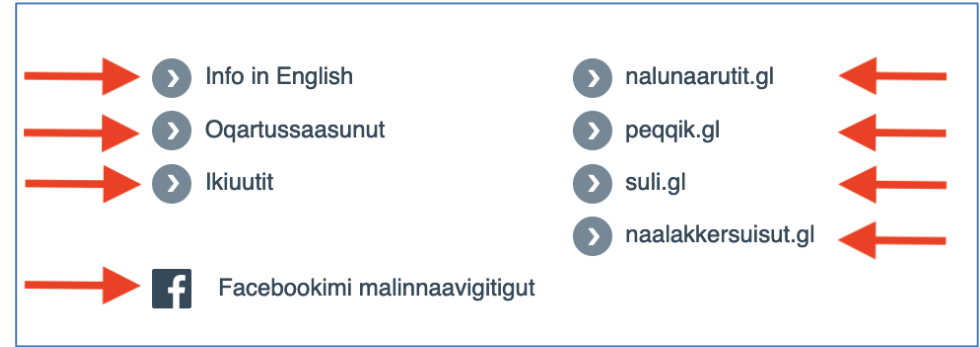 Info in English
Oqartussaasunut
Ikiuutit
Facebookimi malinnaavigitigut
nalunaarutit.gl
peqqik.gl
suli.gl
naalakkersuisut.gl